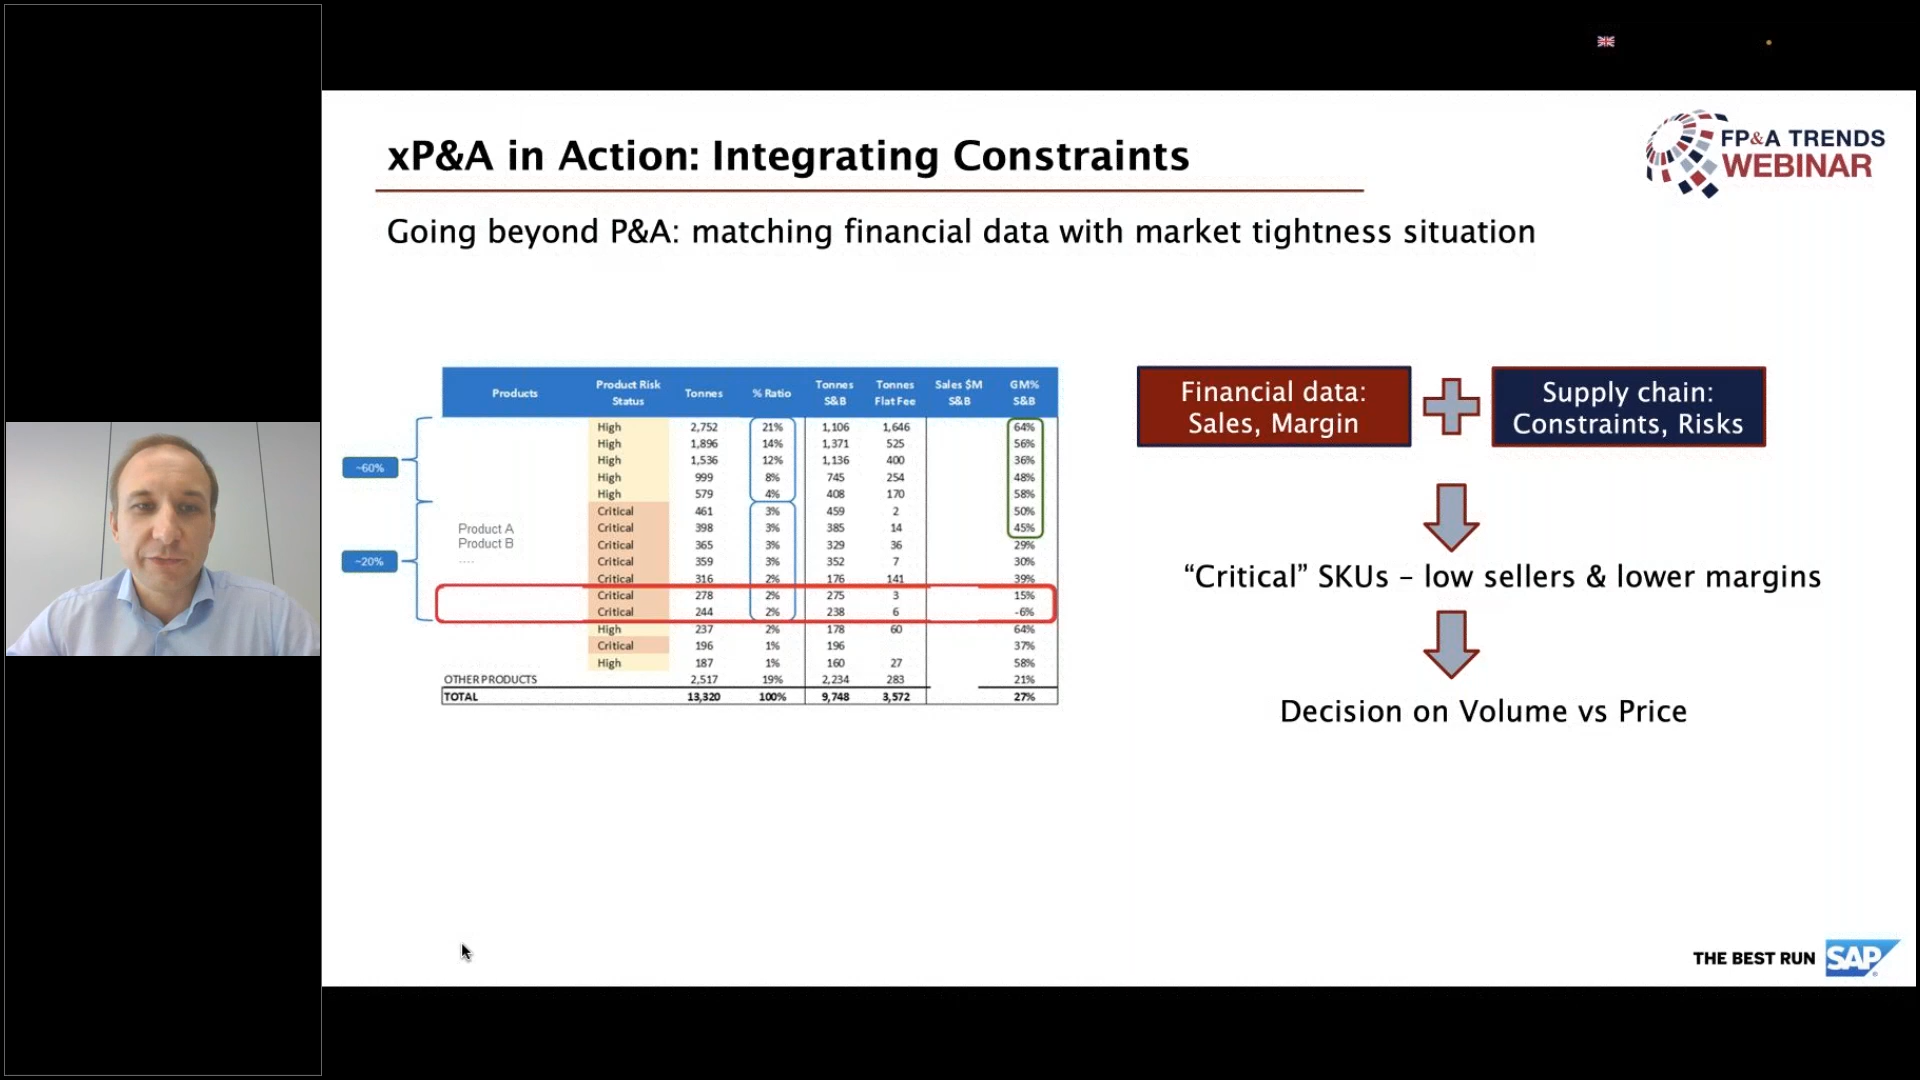 FP&A TRENDS
WEBINAR
xP&A in Action: Integrating Constraints
Going beyond P&A: matching financial data with market tightness situation
Products Product Risk Status Tonnes % Ratio Tonnes S&B Tonnes Flat Fee Sales $M S&B GM% S&B
High 2,752 21% 1,106 1,646 64%
High 1,896 14% 1,371 525 56%
High 1,536 12% 1,136 400 36%
~60%
High 999 8% 745 254 48%
High 579 4% 408 170 58%
Critical 461 3% 459 2 50%
Product A Critical 398 3% 385 14 45%
Product B Critical 365 3% 329 36 29%
~20%
.... Critical 359 3% 352 7 30%
Critical 316 2% 176 141 39%
Critical 278 2% 275 3 15%
Critical 244 2% 238 6 -6%
High 237 2% 178 60 64%
Critical 196 1% 196 37%
High 187 1% 160 27 58%
OTHER PRODUCTS 2,517 19% 2,234 283 21%
TOTAL 13,320 100% 9,748 3,572 27%
Financial data:
Sales, Margin
Supply chain:
Constraints, Risks
“Critical” SKUs – low sellers & lower margins
Decision on Volume vs Price
THE BEST RUN SAP